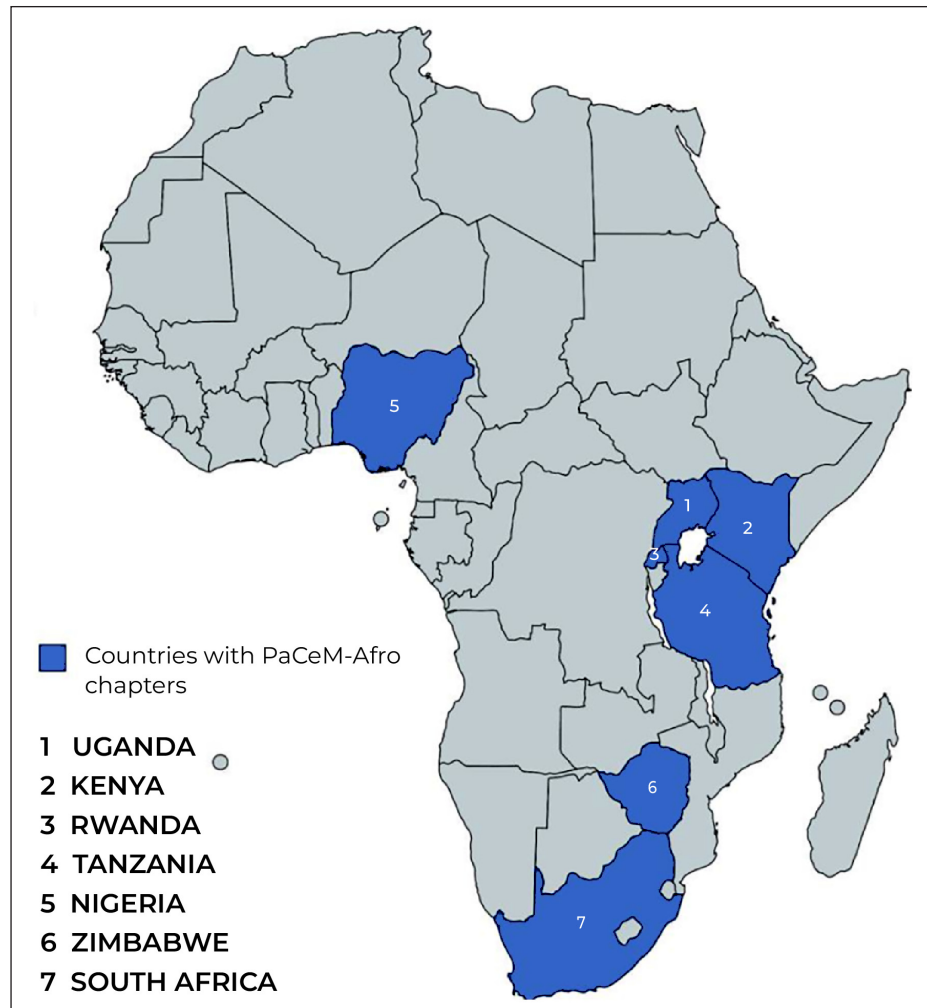 5
1
2
3
4
Countries with PaCeM-Afro
chapters
1 UGANDA
2 KENYA
6
3 RWANDA
4 TANZANIA
5 NIGERIA
7
6 ZIMBABWE
7 SOUTH AFRICA